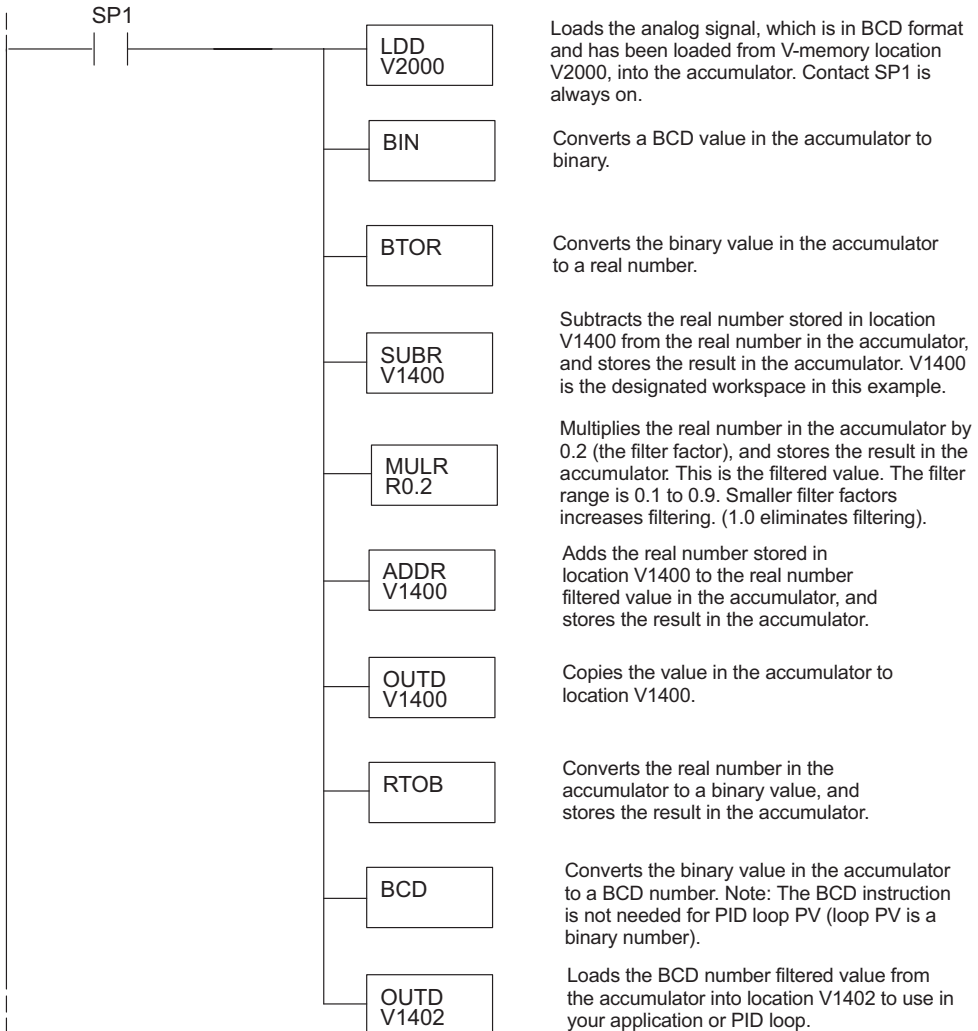 SP1
LDD
V2000
Loads the analog signal, which is in BCD format
and has been loaded from V-memory location
V2000, into the accumulator. Contact SP1 is
always on.
BIN
Converts a BCD value in the accumulator to
binary.
BTOR
Converts the binary value in the accumulator
to a real number.
SUBR
V1400
Subtracts the real number stored in location
V1400 from the real number in the accumulator,
and stores the result in the accumulator. V1400
is the designated workspace in this example.
MULR
R0.2
Multiplies the real number in the accumulator by
0.2 (the filter factor), and stores the result in the
accumulator. This is the filtered value. The filter
range is 0.1 to 0.9. Smaller filter factors
increases filtering. (1.0 eliminates filtering).
ADDR
V1400
Adds the real number stored in
location V1400 to the real number
filtered value in the accumulator, and
stores the result in the accumulator.
OUTD
V1400
Copies the value in the accumulator to
location V1400.
RTOB
Converts the real number in the
accumulator to a binary value, and
stores the result in the accumulator.
BCD
Converts the binary value in the accumulator
to a BCD number. Note: The BCD instruction
is not needed for PID loop PV (loop PV is a
binary number).
OUTD
V1402
Loads the BCD number filtered value from
the accumulator into location V1402 to use in
your application or PID loop.